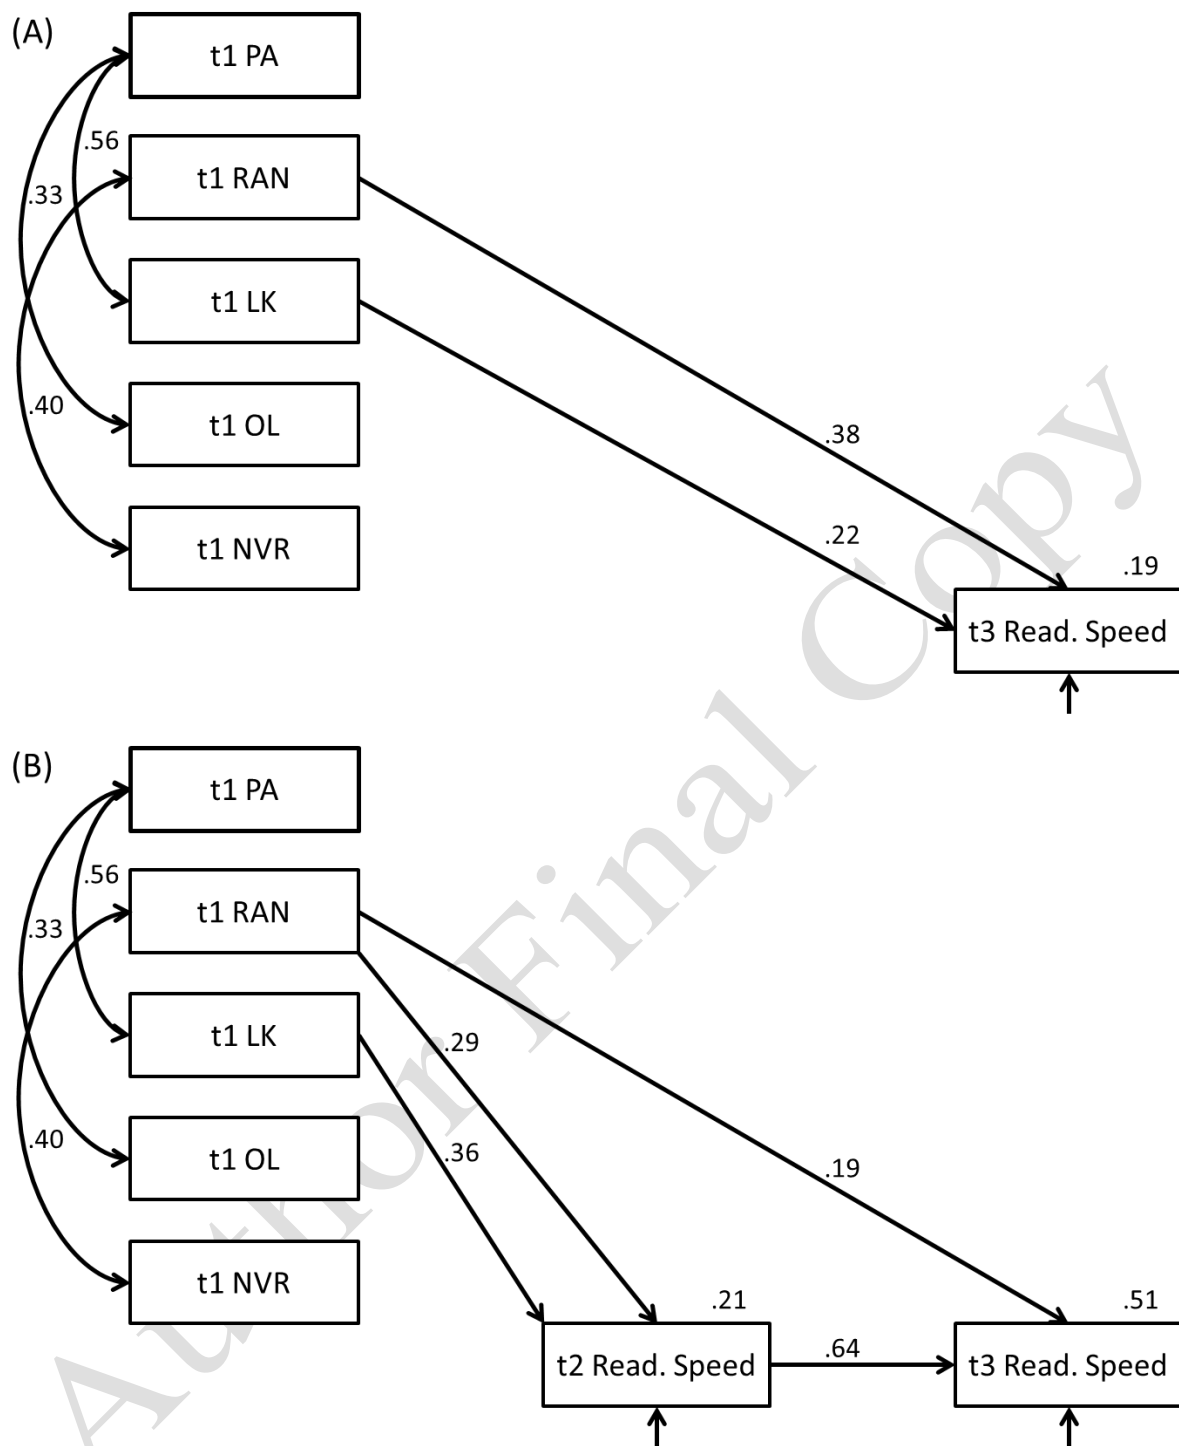 (A)
t1 PA
.56
t1 RAN
.33
t1 LK
.40
t1 OL
.38
t1 NVR
.22
.19
t3 Read. Speed
(B)
t1 PA
.56
t1 RAN
.33
t1 LK
.29
.40
t1 OL
.36
.19
t1 NVR
.21
.51
t2 Read. Speed
.64
t3 Read. Speed
Author Final Copy